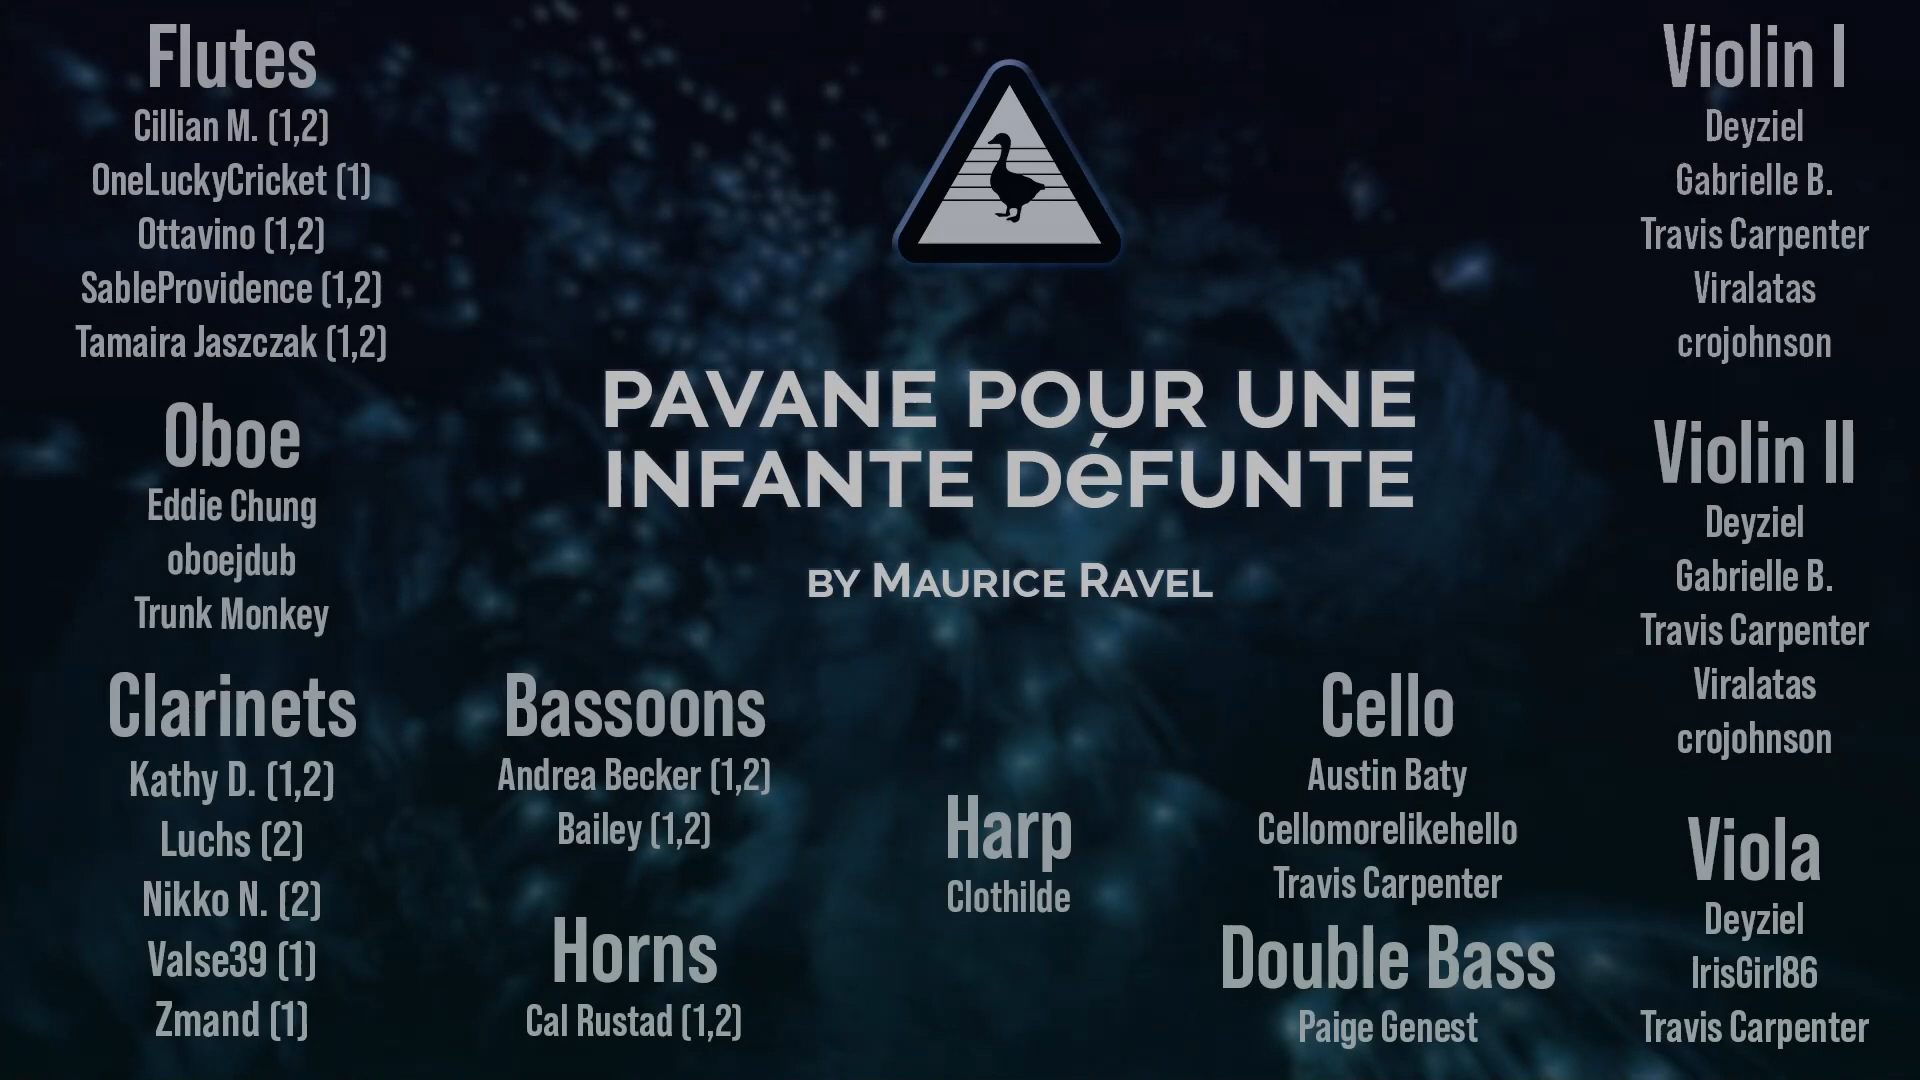 Flutes
Cillian M. (1,2)
OneLuckyCricket (1)
Ottavino (1,2)
SableProvidence (1,2)
Tamaira Jaszczak (1,2)
Oboe
Eddie Chung
oboejdub
Trunk Monkey
Clarinets
Kathy D. (1,2)
Luchs (2)
Nikko N. (2)
Valse39 (1)
Zmand (1)
PAVANE POUR UNE
INFANTE DéFUNTE
BY MAURICE RAVEL
Bassoons
Andrea Becker (1,2)
Bailey (1,2)
Horns
Cal Rustad (1,2)
Harp
Clothilde
Cello
Austin Baty
Cellomorelikehello
Travis Carpenter
Double Bass
Paige Genest
Violin I
Deyziel
Gabrielle B.
Travis Carpenter
Viralatas
crojohnson
Violin II
Deyziel
Gabrielle B.
Travis Carpenter
Viralatas
crojohnson
Viola
Deyziel
IrisGirl86
Travis Carpenter